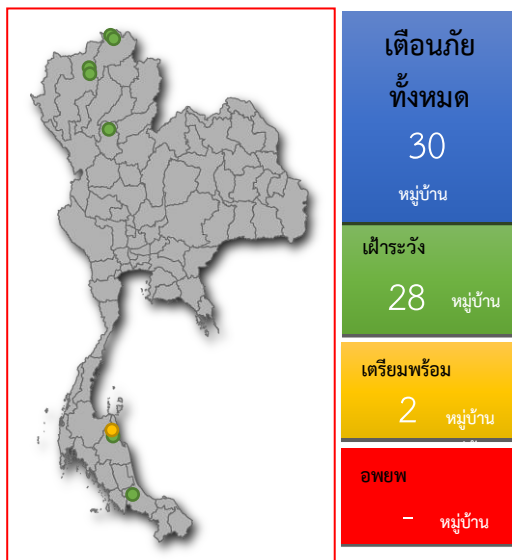 เตือนภัย
ทั้งหมด
30
หมู่บ้าน
เฝ้าระวัง
28 หมู่บ้าน
เตรียมพร้อม
2 หมู่บ้าน
อพยพ
- หมู่บ้าน